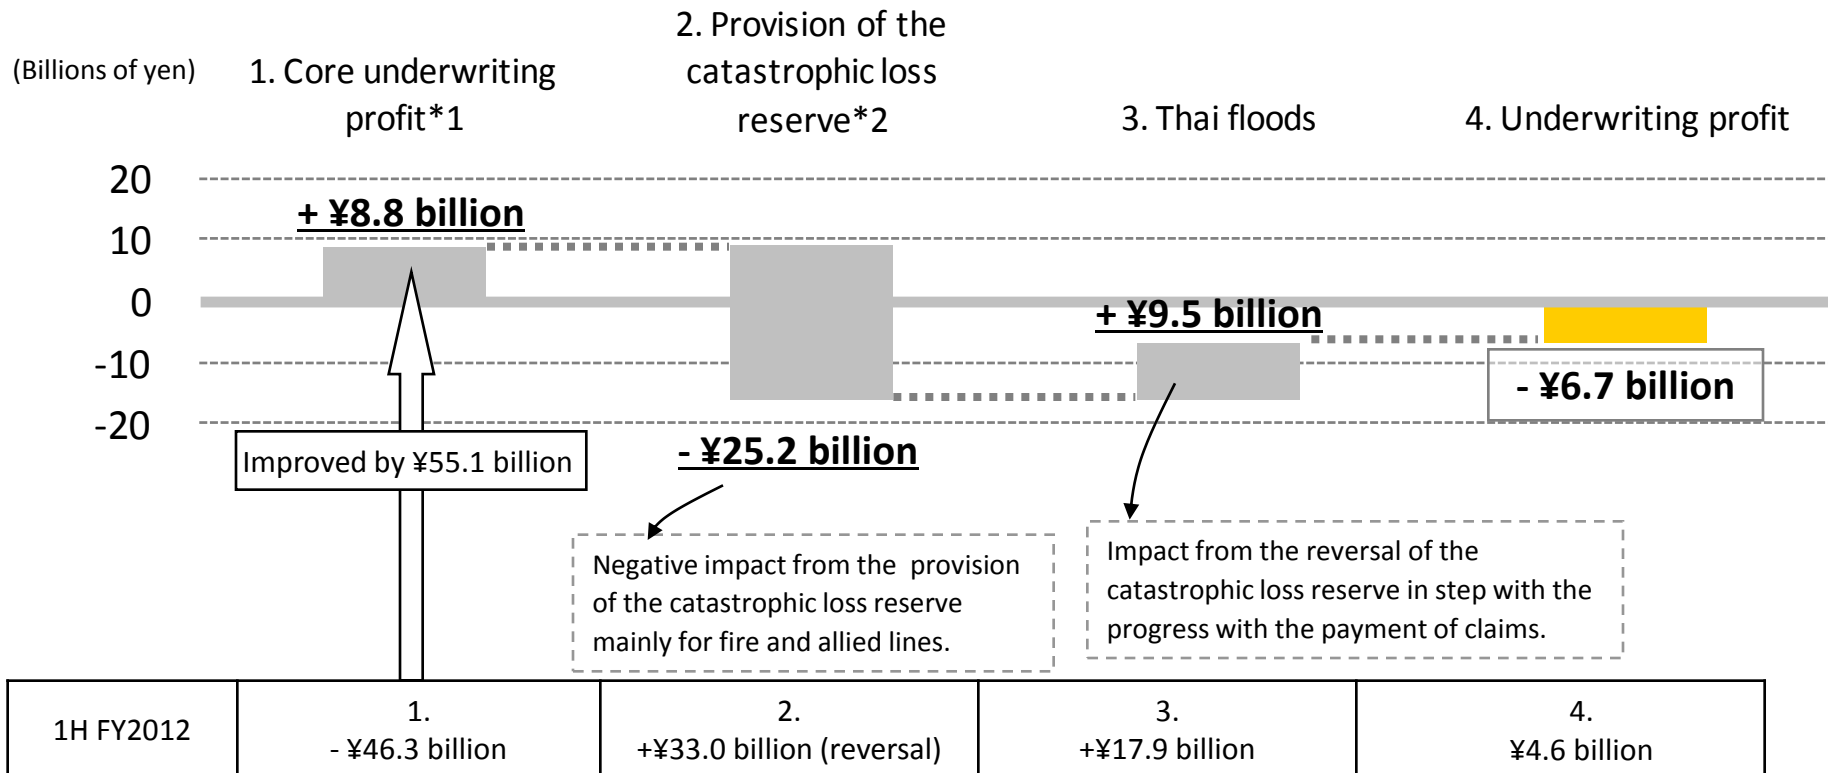 (Billions of yen)
1. Core underwriting
profit*1
2. Provision of the
catastrophic loss
reserve*2
3. Thai floods
4. Underwriting profit
20
10
0
-10
-20
+ ¥8.8 billion
+ ¥9.5 billion
- ¥6.7 billion
Improved by ¥55.1 billion
- ¥25.2 billion
Negative impact from the provision
of the catastrophic loss reserve
mainly for fire and allied lines.
Impact from the reversal of the
catastrophic loss reserve in step with the
progress with the payment of claims.
1H FY2012
1.
- ¥46.3 billion
2.
+¥33.0 billion (reversal)
3.
+¥17.9 billion
4.
¥4.6 billion